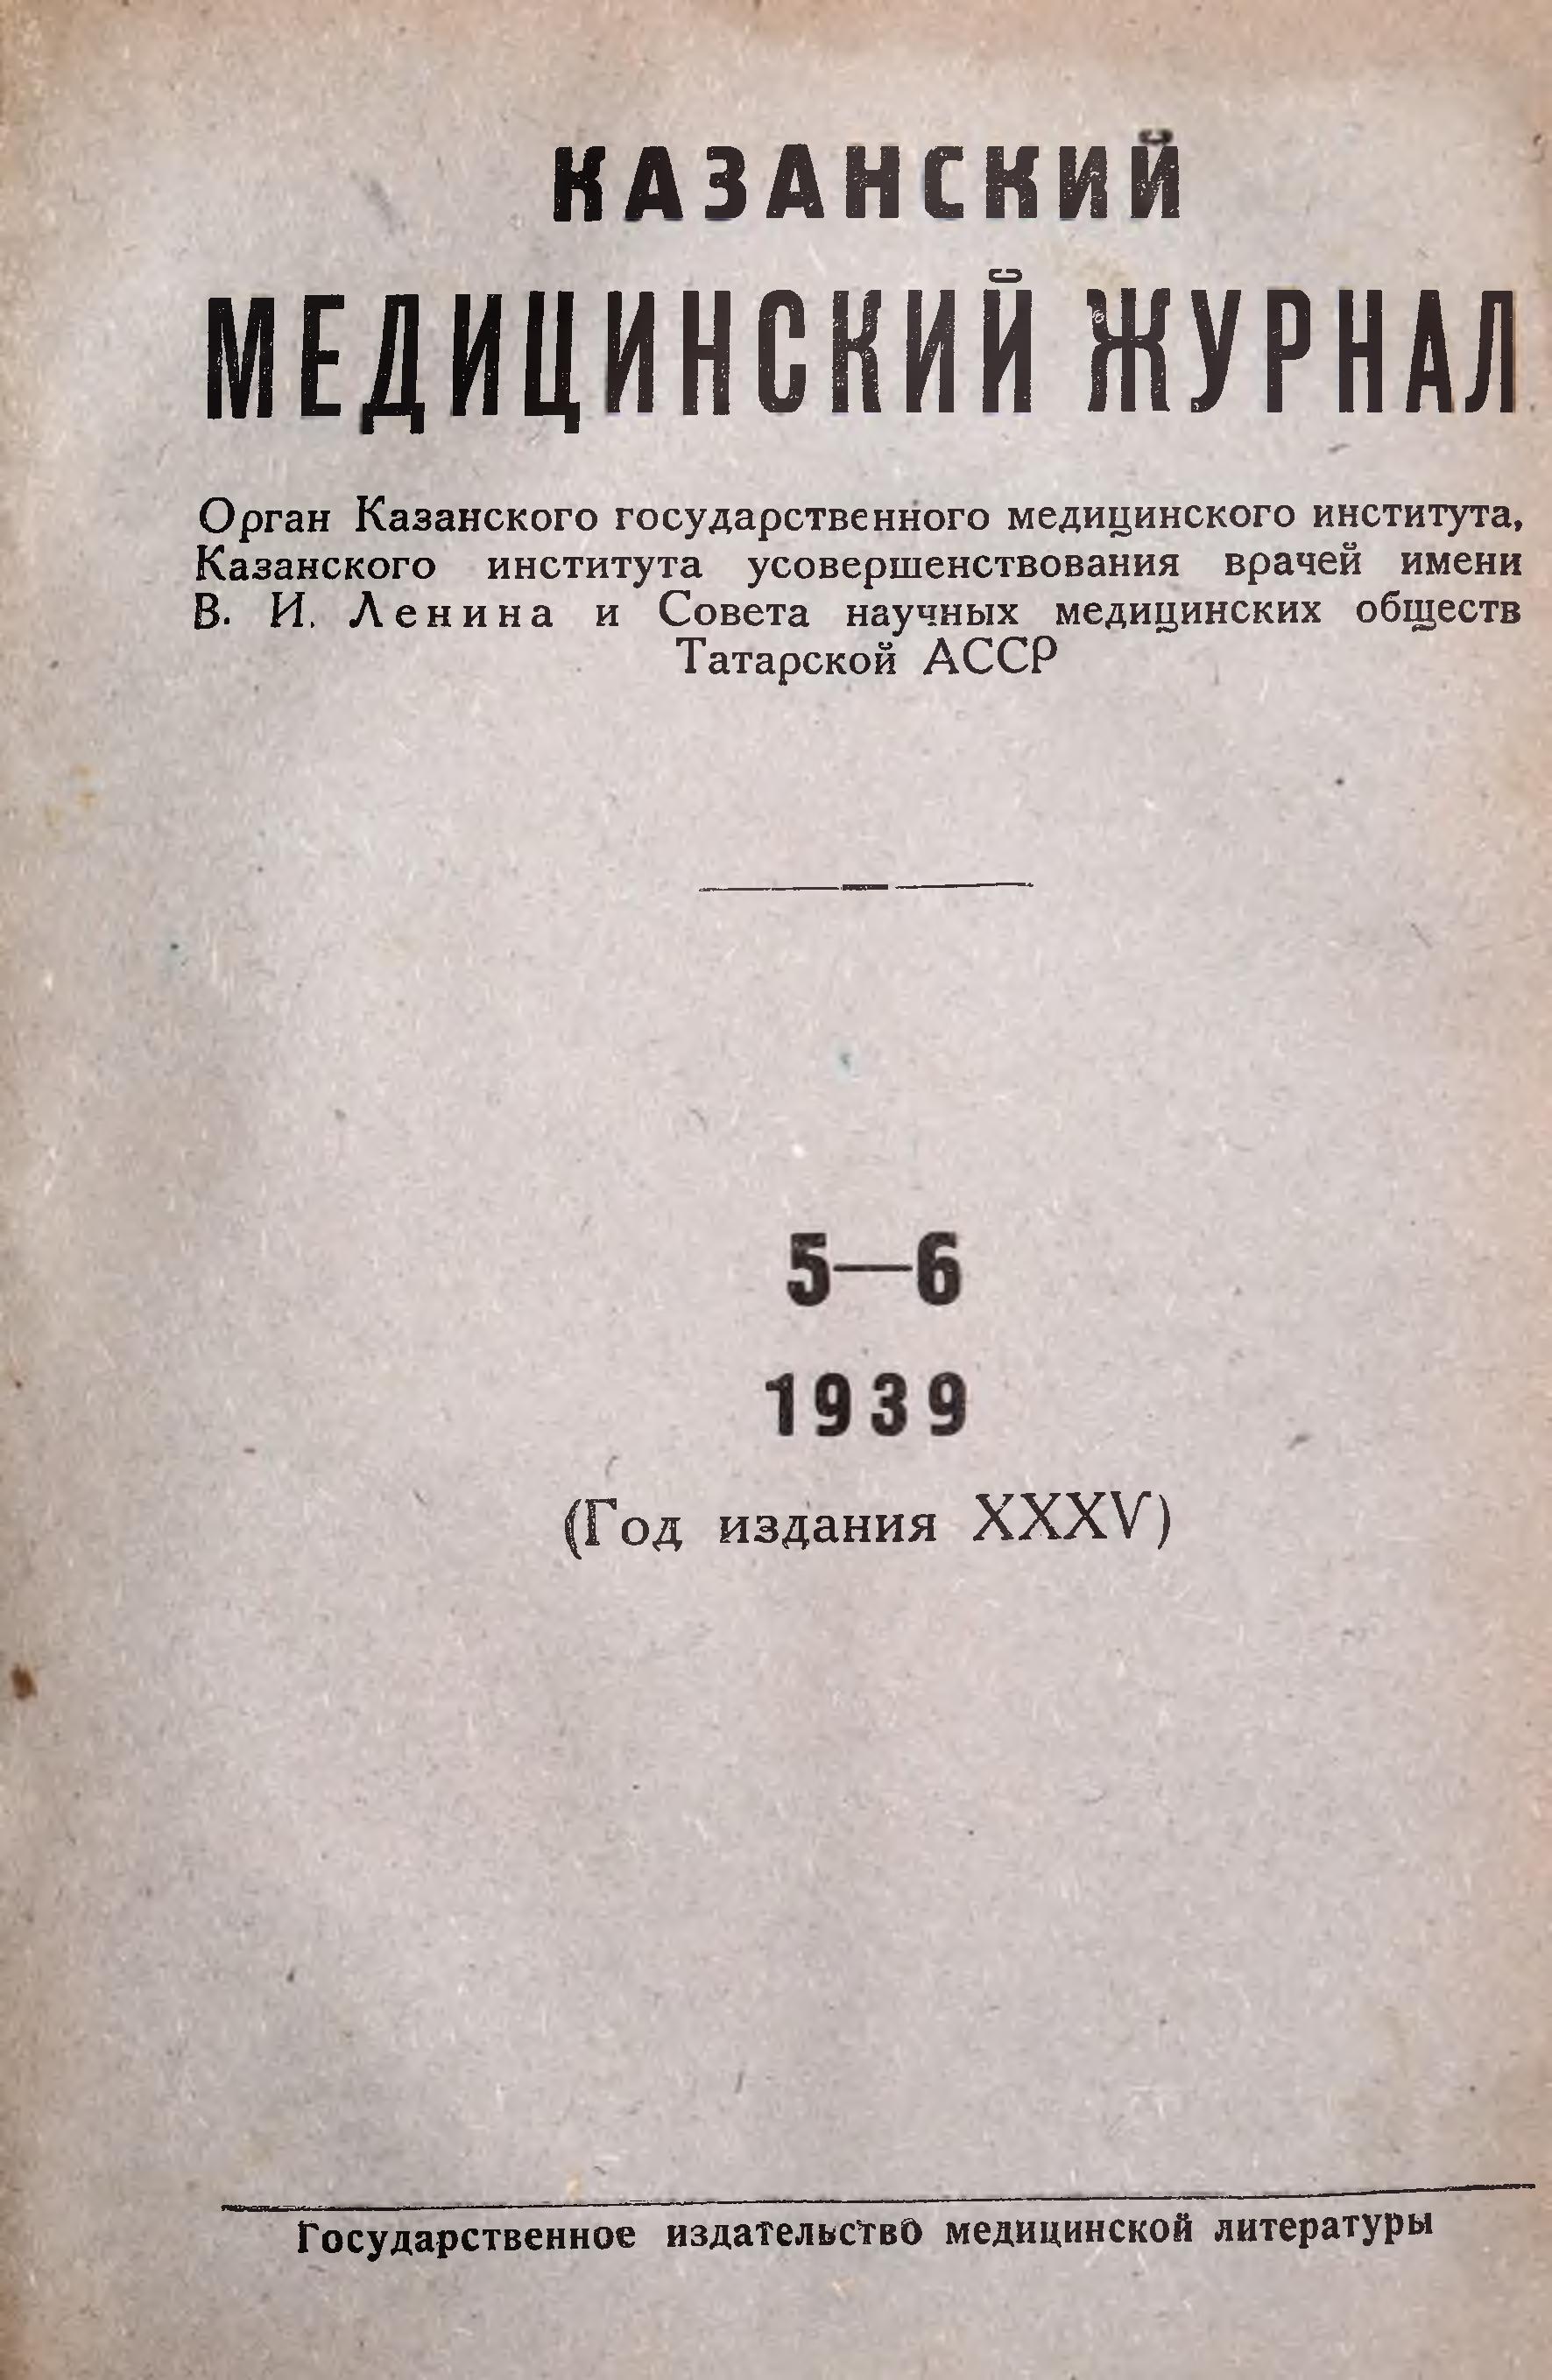 КАЗАНСКИЙ
МЕДИЦИНСКИЙ ЖУРНАЛ
Орган Казанского государственного медицинского института,
Казанского института усовершенствования врачей имени
В. И. Ленина и Совета научных медицинских обществ
Татарской АССР
5—6
1939
(Год издания XXXV)
Государственное издательство медицинской литературы